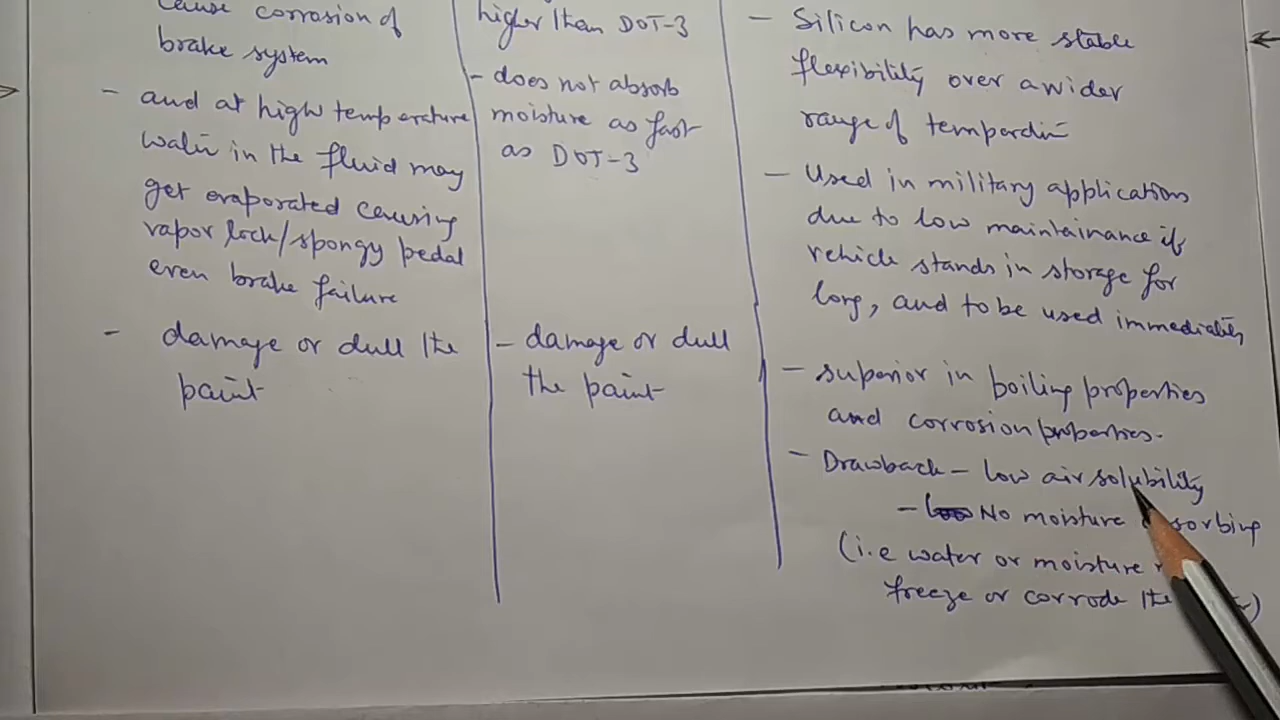 cause corrosion of
brake system
- and at high temperature
water in the fluid may
get evaporated causing
vapor lock/spongy pedal
even brake failure
- damage or dull the
paint
higher than DOT-3
- does not absorb
moisture as fast
as DOT-3
- damage or dull
the paint
- Silicon has more stable
flexibility over a wider
range of
- Used in military applications
due to low maintainance if
vehicle stands in storage for
long, and to be used immediately
- superior in boiling properties
and corrosion properties.
- Drawback - low air solubility
- No moisture
(i.e water or moisture
freeze or corrode the